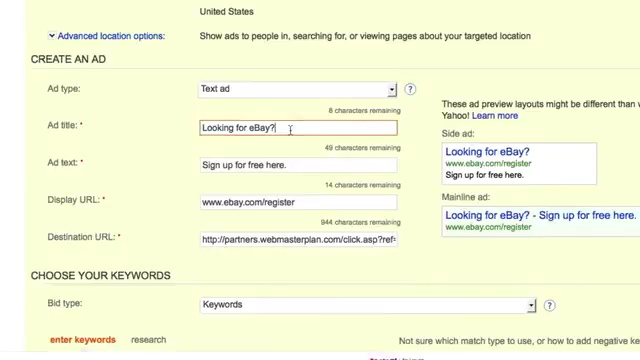 United States
Advanced location options:
Show ads to people in, searching for, or viewing pages about your targeted location
CREATE AN AD
Ad type:
Text ad
?
8 characters remaining
Ad title: *
Looking for eBay?
49 characters remaining
Ad text: *
Sign up for free here.
14 characters remaining
Display URL: *
www.ebay.com/register
944 characters remaining
Destination URL: *
http://partners.webmasterplan.com/click.asp?ref=
These ad preview layouts might be different than
Yahoo! Learn more
Side ad:
Looking for eBay?
www.ebay.com/register
Sign up for free here.
Mainline ad:
Looking for eBay? - Sign up for free here.
www.ebay.com/register
CHOOSE YOUR KEYWORDS
Bid type:
Keywords
?
enter keywords
research
Not sure which match type to use, or how to add negative ke